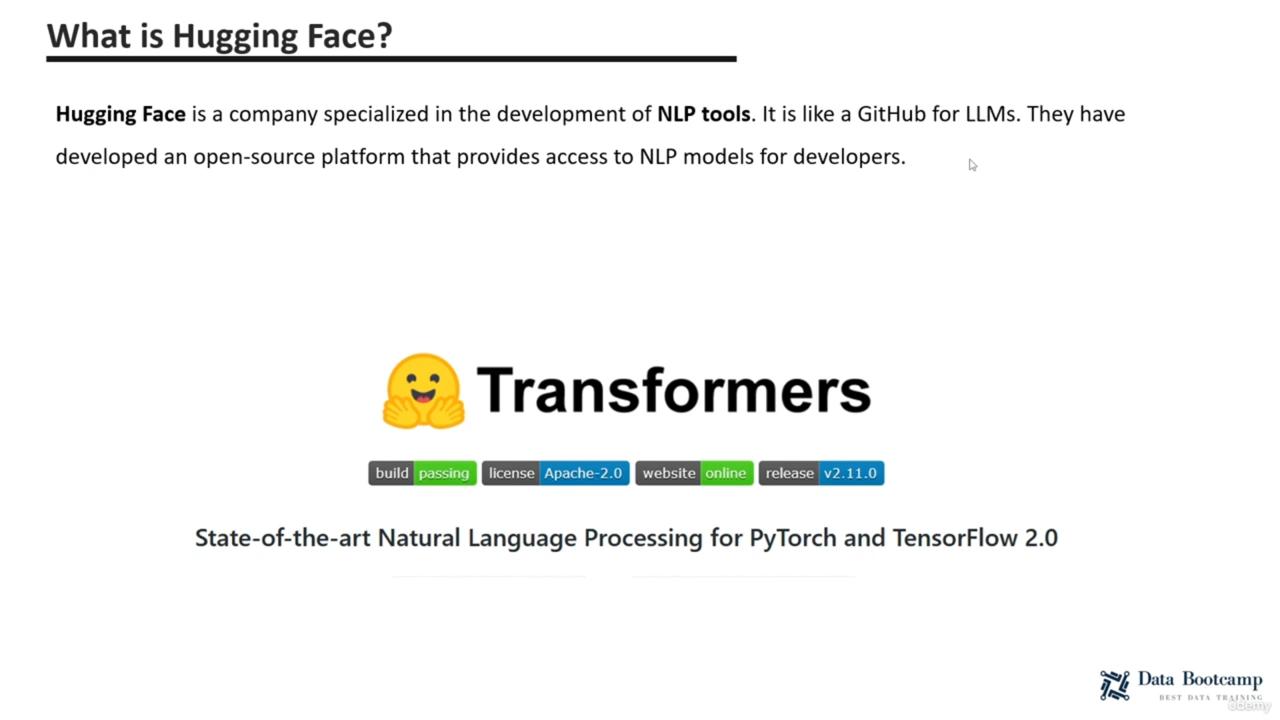 What is Hugging Face?
Hugging Face is a company specialized in the development of NLP tools. It is like a GitHub for LLMs. They have
developed an open-source platform that provides access to NLP models for developers.
Transformers
build passing license Apache-2.0 website online release v2.11.0
State-of-the-art Natural Language Processing for PyTorch and TensorFlow 2.0
Data Bootcamp
BEST DATA TRAINING
udemy